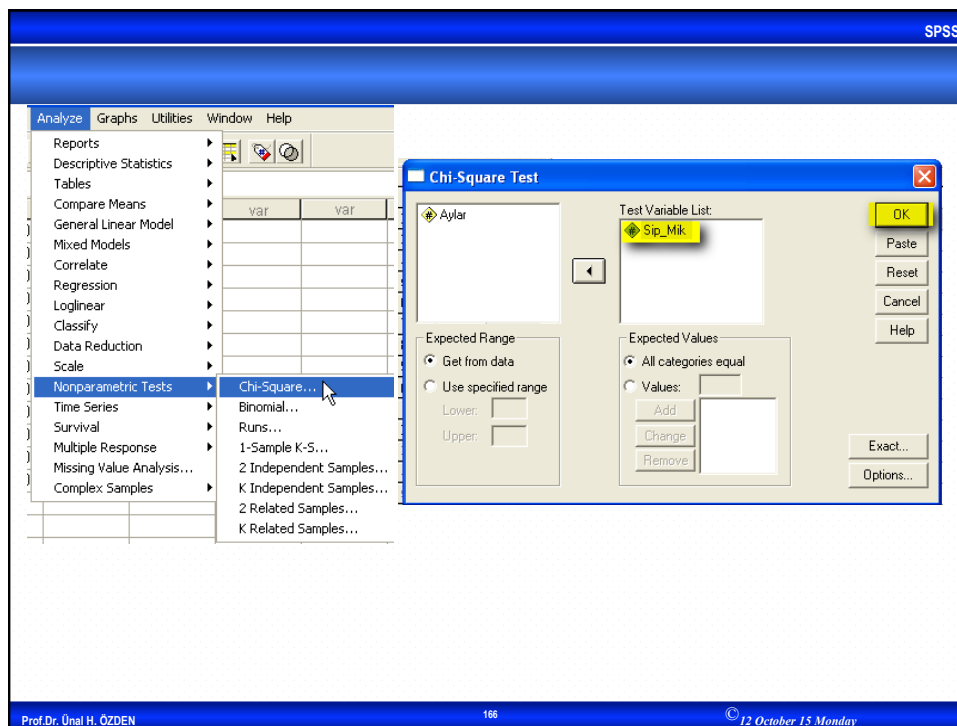 SPSS
Analyze Graphs Utilities Window Help
Reports
Descriptive Statistics
Tables
Compare Means
General Linear Model
Mixed Models
Correlate
Regression
Loglinear
Classify
Data Reduction
Scale
Nonparametric Tests
Time Series
Survival
Multiple Response
Missing Value Analysis...
Complex Samples
var var
Chi-Square...
Binomial...
Runs...
1-Sample K-S...
2 Independent Samples...
K Independent Samples...
2 Related Samples...
K Related Samples...
Chi-Square Test
Aylar
Test Variable List:
Sip_Mik
OK
Paste
Reset
Cancel
Help
Expected Range
Get from data
Use specified range
Lower:
Upper:
Expected Values
All categories equal
Values:
Add
Change
Remove
Exact...
Options...
Prof.Dr. Ünal H. ÖZDEN
166
© 12 October 15 Monday